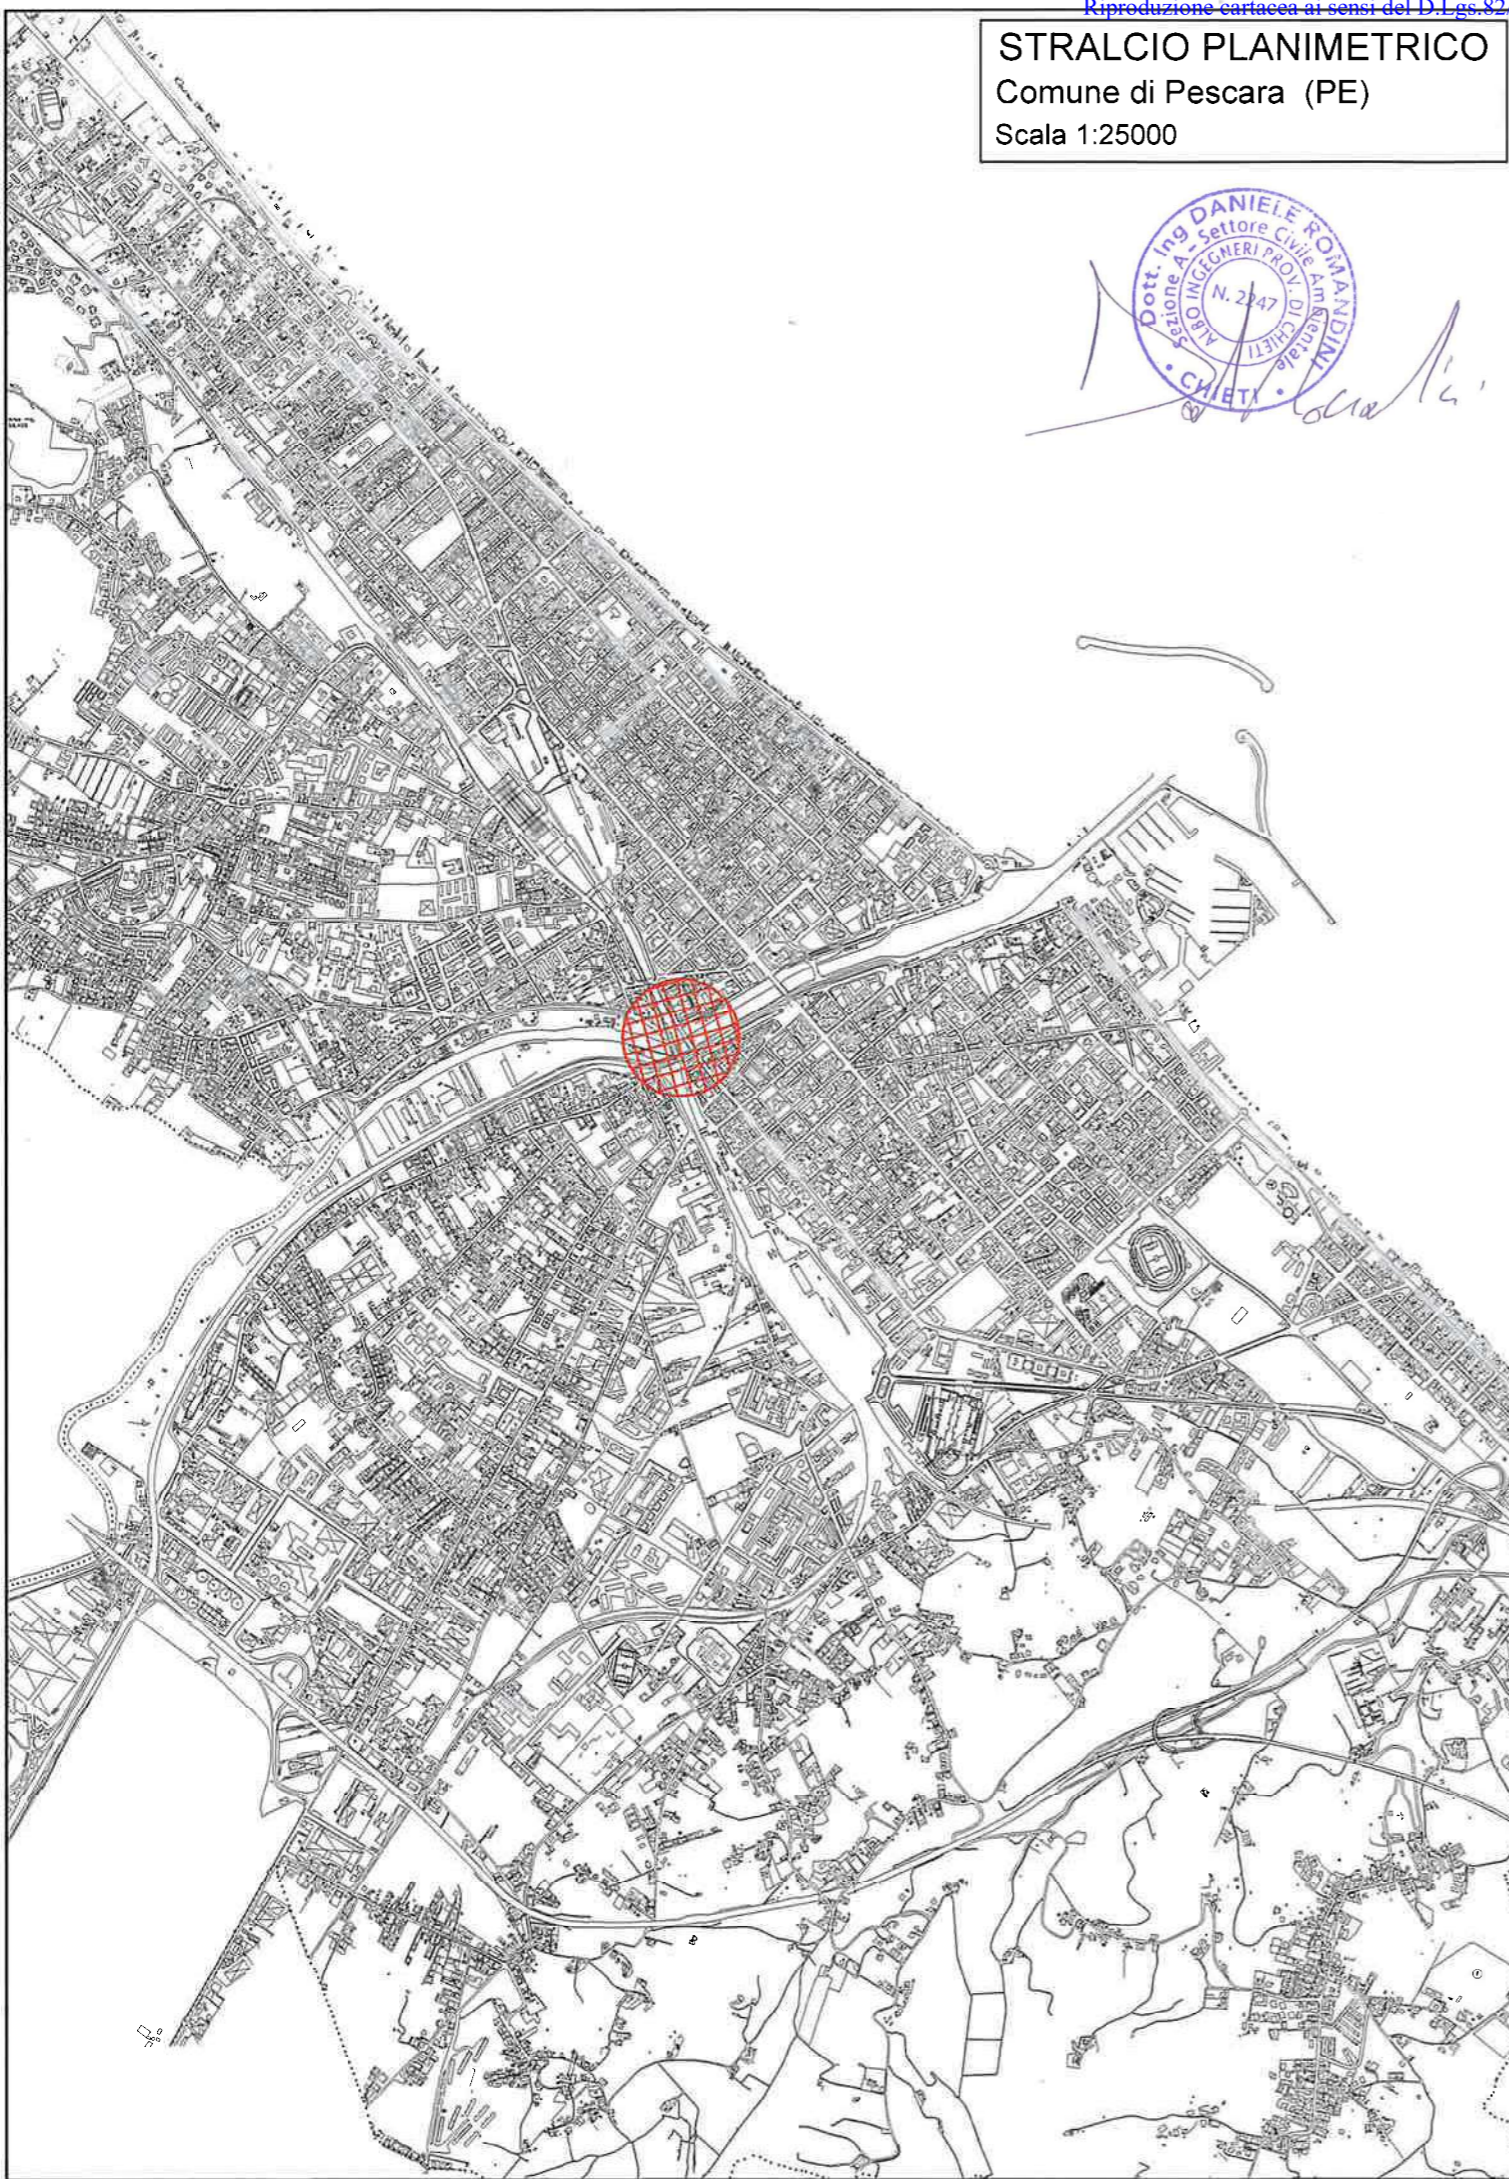 Riproduzione cartacea ai sensi del D.Lgs.82
STRALCIO PLANIMETRICO
Comune di Pescara (PE)
Scala 1:25000
Dott. Ing DANIELE ROMANDINI
Sezione A - Settore Civile Ambientale
ALBO INGEGNERI PROV. DI CHIETI
N. 2247
• CHIETI •